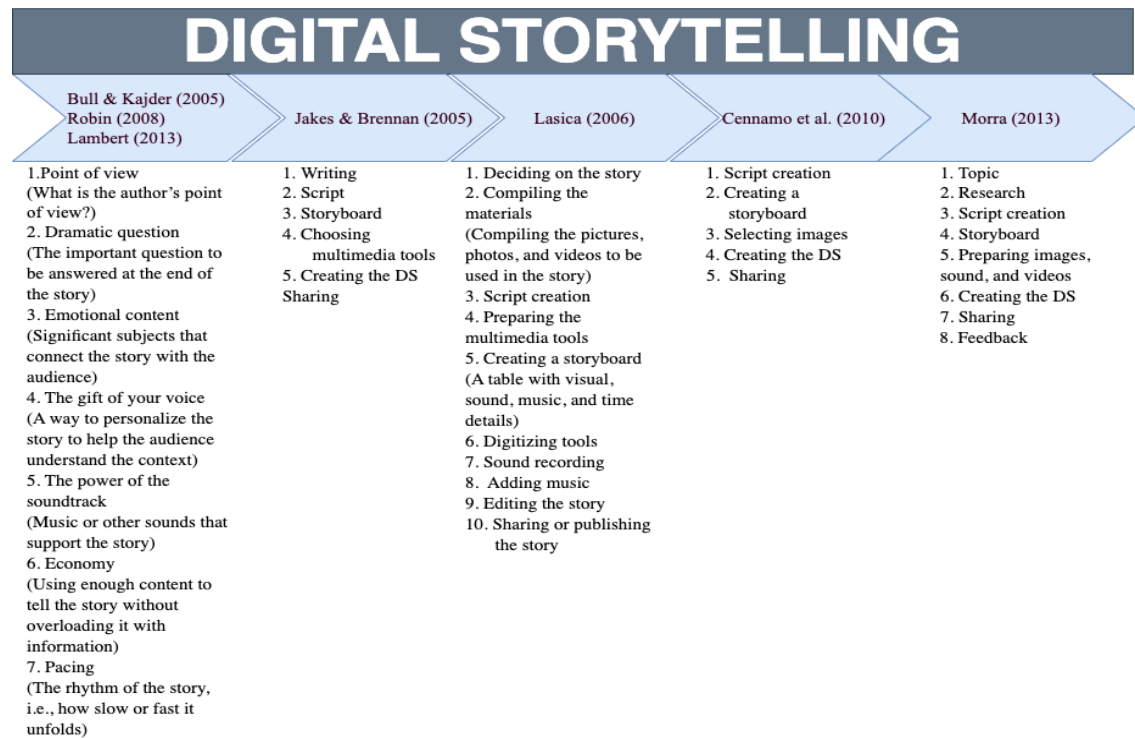 DIGITAL STORYTELLING
Bull & Kajder (2005)
Robin (2008)
Lambert (2013)
Jakes & Brennan (2005)
Lasica (2006)
Cennamo et al. (2010)
Morra (2013)
1.Point of view
(What is the author's point
of view?)
2. Dramatic question
(The important question to
be answered at the end of
the story)
3. Emotional content
(Significant subjects that
connect the story with the
audience)
4. The gift of your voice
(A way to personalize the
story to help the audience
understand the context)
5. The power of the
soundtrack
(Music or other sounds that
support the story)
6. Economy
(Using enough content to
tell the story without
overloading it with
information)
7. Pacing
(The rhythm of the story,
i.e., how slow or fast it
unfolds)
1. Writing
2. Script
3. Storyboard
4. Choosing
multimedia tools
5. Creating the DS
Sharing
1. Deciding on the story
2. Compiling the
materials
(Compiling the pictures,
photos, and videos to be
used in the story)
3. Script creation
4. Preparing the
multimedia tools
5. Creating a storyboard
(A table with visual,
sound, music, and time
details)
6. Digitizing tools
7. Sound recording
8. Adding music
9. Editing the story
10. Sharing or publishing
the story
1. Script creation
2. Creating a
storyboard
3. Selecting images
4. Creating the DS
5. Sharing
1. Topic
2. Research
3. Script creation
4. Storyboard
5. Preparing images,
sound, and videos
6. Creating the DS
7. Sharing
8. Feedback